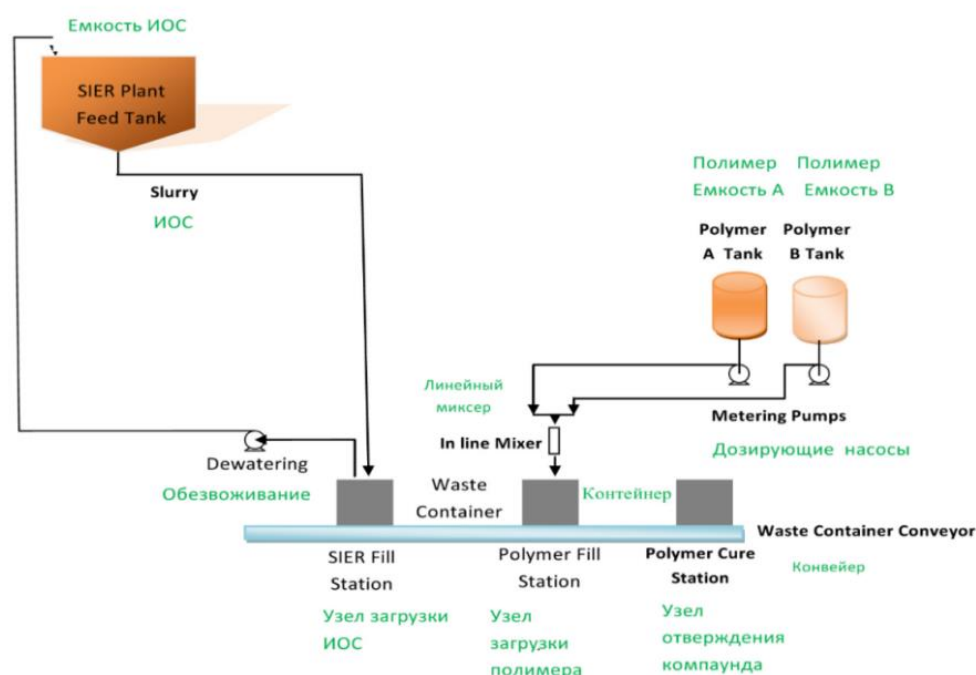 Емкость ИОС
SIER Plant
Feed Tank
Slurry
ИОС
Полимер
Емкость А
Полимер
Емкость В
Polymer
A Tank
Polymer
B Tank
Линейный
миксер
In line Mixer
Metering Pumps
Дозирующие насосы
Dewatering
Обезвоживание
Waste
Container
Контейнер
Waste Container Conveyor
Конвейер
SIER Fill
Station
Узел загрузки
ИОС
Polymer Fill
Station
Узел
загрузки
полимера
Polymer Cure
Station
Узел
отверждения
компаунда